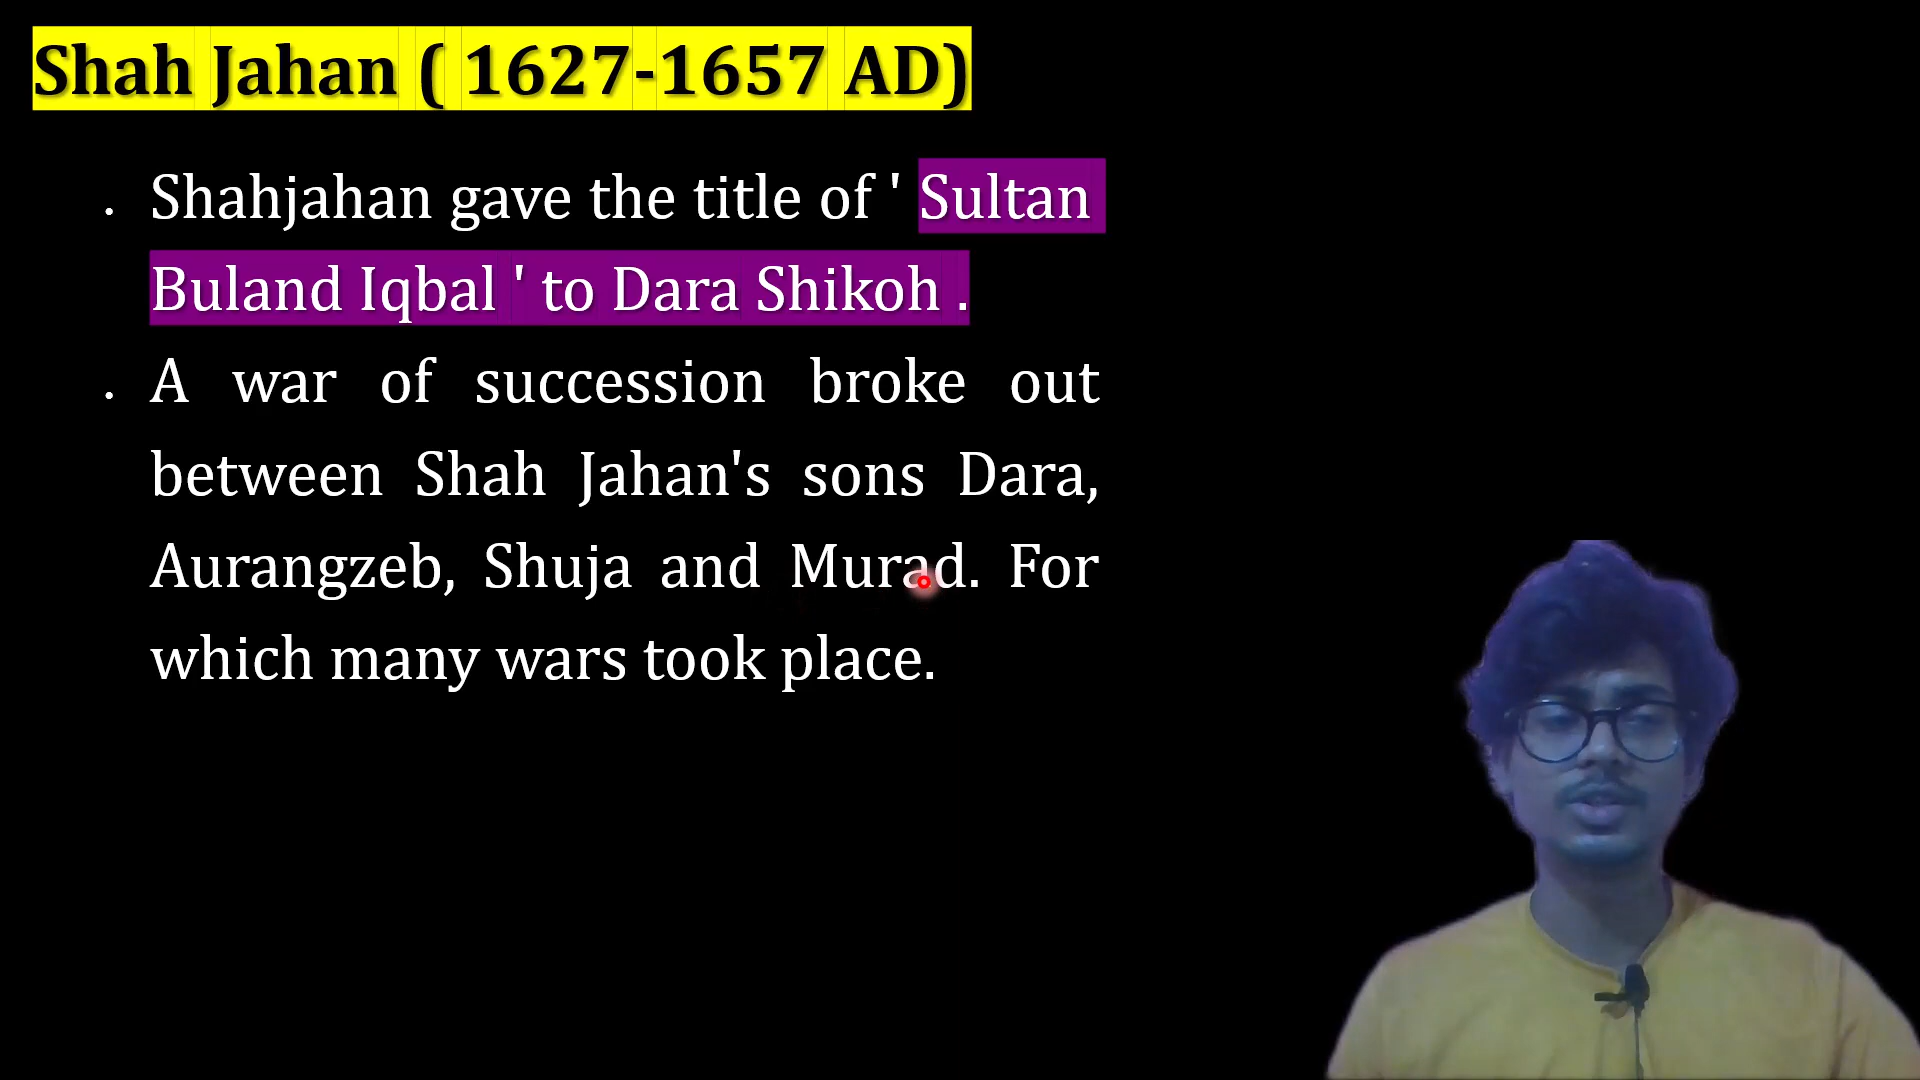 Shah Jahan ( 1627-1657 AD)
• Shahjahan gave the title of ' Sultan
Buland Iqbal ' to Dara Shikoh .
• A war of succession broke out
between Shah Jahan's sons Dara,
Aurangzeb, Shuja and Murad. For
which many wars took place.